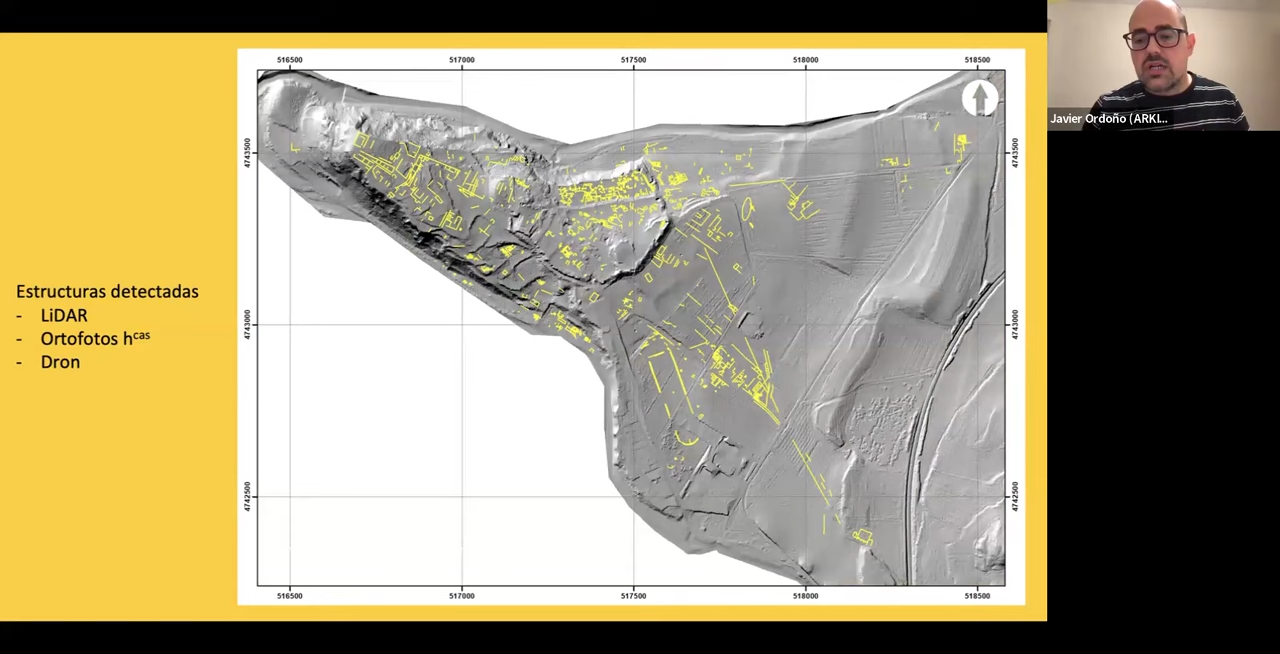 Estructuras detectadas
- LiDAR
- Ortofotos hcas
- Dron
516500 517000 517500 518000 518500
4743500 4743500
4743000 4743000
4742500 4742500
516500 517000 517500 518000 518500
Javier Ordoño (ARKI...